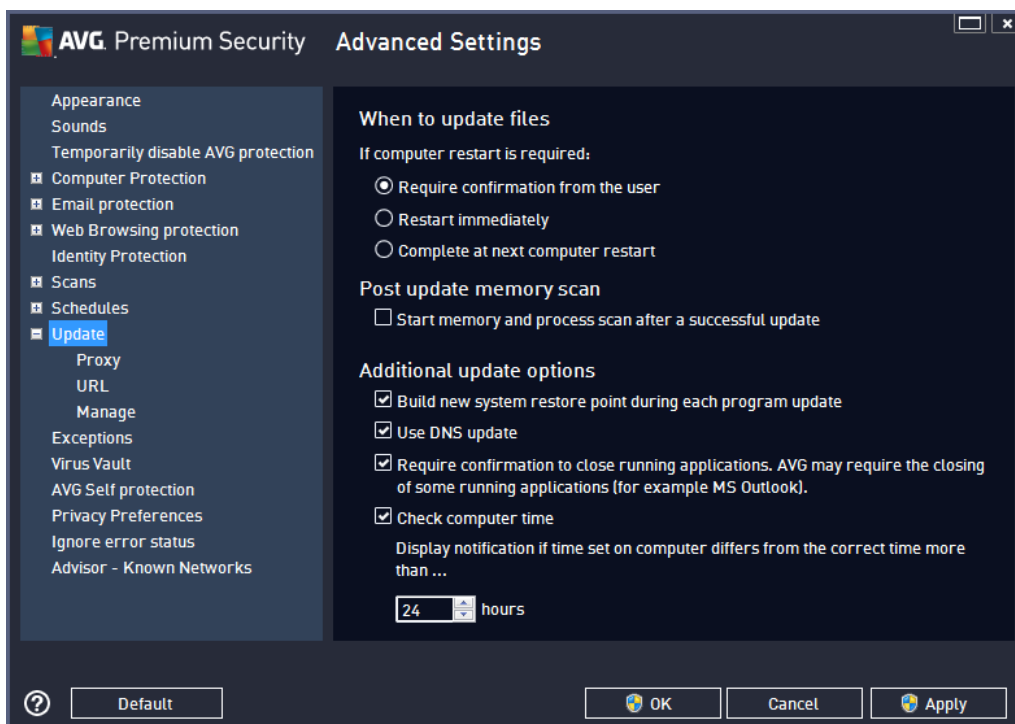 AVG. Premium Security Advanced Settings
Appearance
Sounds
Temporarily disable AVG protection
Computer Protection
Email protection
Web Browsing protection
Identity Protection
Scans
Schedules
Update
Proxy
URL
Manage
Exceptions
Virus Vault
AVG Self protection
Privacy Preferences
Ignore error status
Advisor - Known Networks
When to update files
If computer restart is required:
Require confirmation from the user
Restart immediately
Complete at next computer restart
Post update memory scan
Start memory and process scan after a successful update
Additional update options
Build new system restore point during each program update
Use DNS update
Require confirmation to close running applications. AVG may require the closing
of some running applications (for example MS Outlook).
Check computer time
Display notification if time set on computer differs from the correct time more
than ...
24 hours
? Default OK Cancel Apply